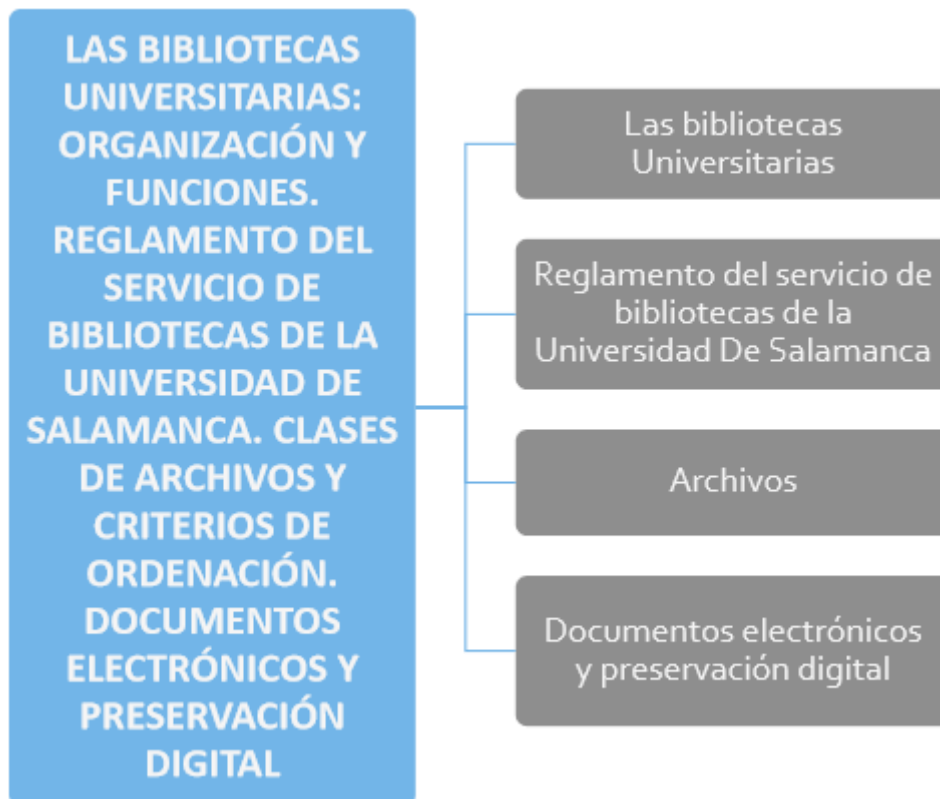 LAS BIBLIOTECAS
UNIVERSITARIAS:
ORGANIZACIÓN Y
FUNCIONES.
REGLAMENTO DEL
SERVICIO DE
BIBLIOTECAS DE LA
UNIVERSIDAD DE
SALAMANCA. CLASES
DE ARCHIVOS Y
CRITERIOS DE
ORDENACIÓN.
DOCUMENTOS
ELECTRÓNICOS Y
PRESERVACIÓN
DIGITAL
Las bibliotecas
Universitarias
Reglamento del servicio de
bibliotecas de la
Universidad De Salamanca
Archivos
Documentos electrónicos
y preservación digital